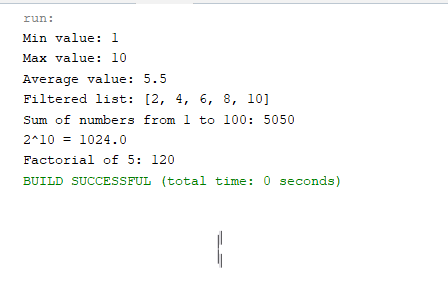 run:
Min value: 1
Max value: 10
Average value: 5.5
Filtered list: [2, 4, 6, 8, 10]
Sum of numbers from 1 to 100: 5050
2^10 = 1024.0
Factorial of 5: 120
BUILD SUCCESSFUL (total time: 0 seconds)